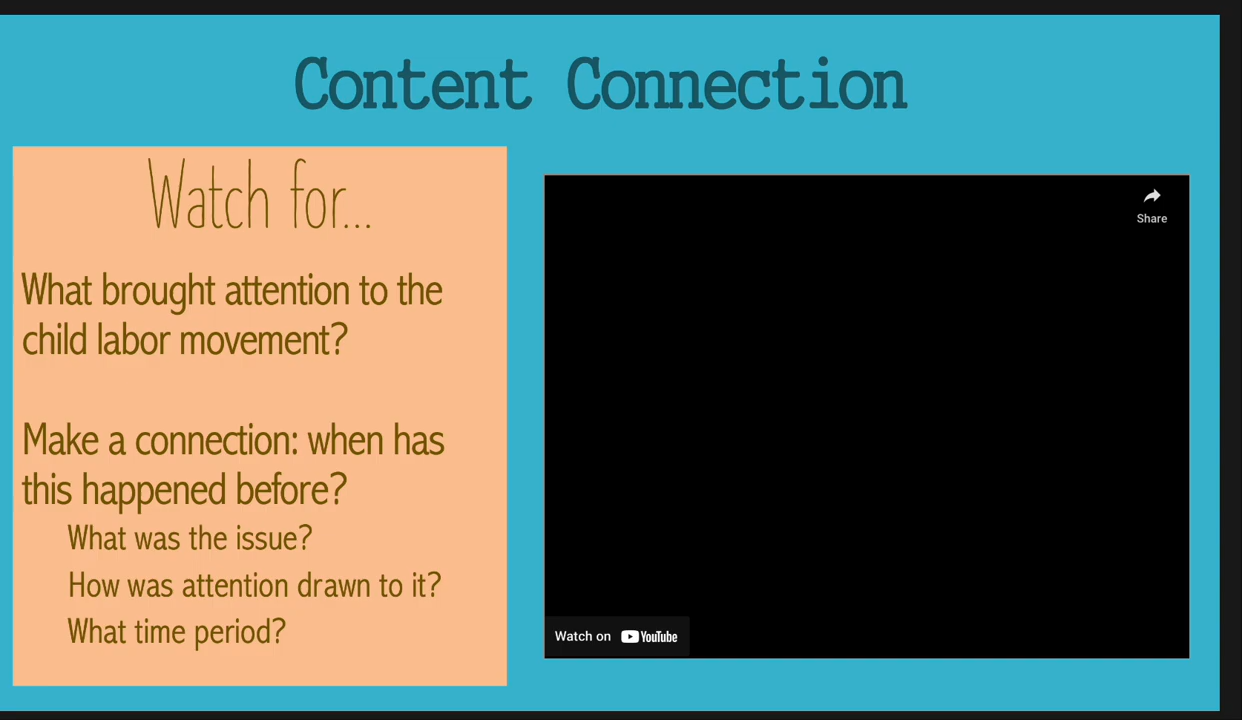 Content Connection
Watch for...
What brought attention to the
child labor movement?
Make a connection: when has
this happened before?
What was the issue?
How was attention drawn to it?
What time period?
Share
Watch on YouTube